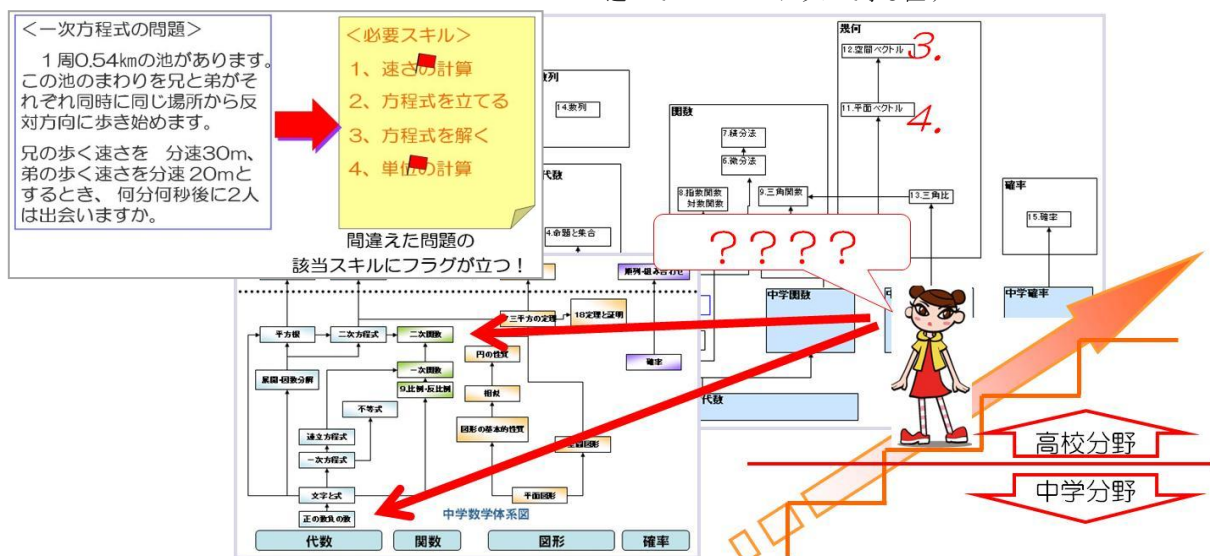 ＜一次方程式の問題＞
１周0.54㎞の池があります。
この池のまわりを兄と弟がそ
れぞれ同時に同じ場所から反
対方向に歩き始めます。
兄の歩く速さを 分速30m、
弟の歩く速さを分速20mと
するとき、何分何秒後に2人
は出会いますか。
＜必要スキル＞
1、速さの計算
2、方程式を立てる
3、方程式を解く
4、単位の計算
間違えた問題の
該当スキルにフラグが立つ！
数列
14.数列
代数
4.命題と集合
関数
7.積分法
6.微分法
8.指数関数
対数関数
9.三角関数
幾何
12.空間ベクトル
3.
11.平面ベクトル
4.
13.三角比
確率
15.確率
？？？？
中学関数
中学確率
代数
順列・組み合わせ
三平方の定理
18定理と証明
平方根
二次方程式
二次関数
円の性質
確率
展開・因数分解
一次関数
9.比例・反比例
相似
不等式
図形の基本的性質
連立方程式
一次方程式
文字と式
平面図形
正の数負の数
中学数学体系図
代数
関数
図形
確率
高校分野
中学分野